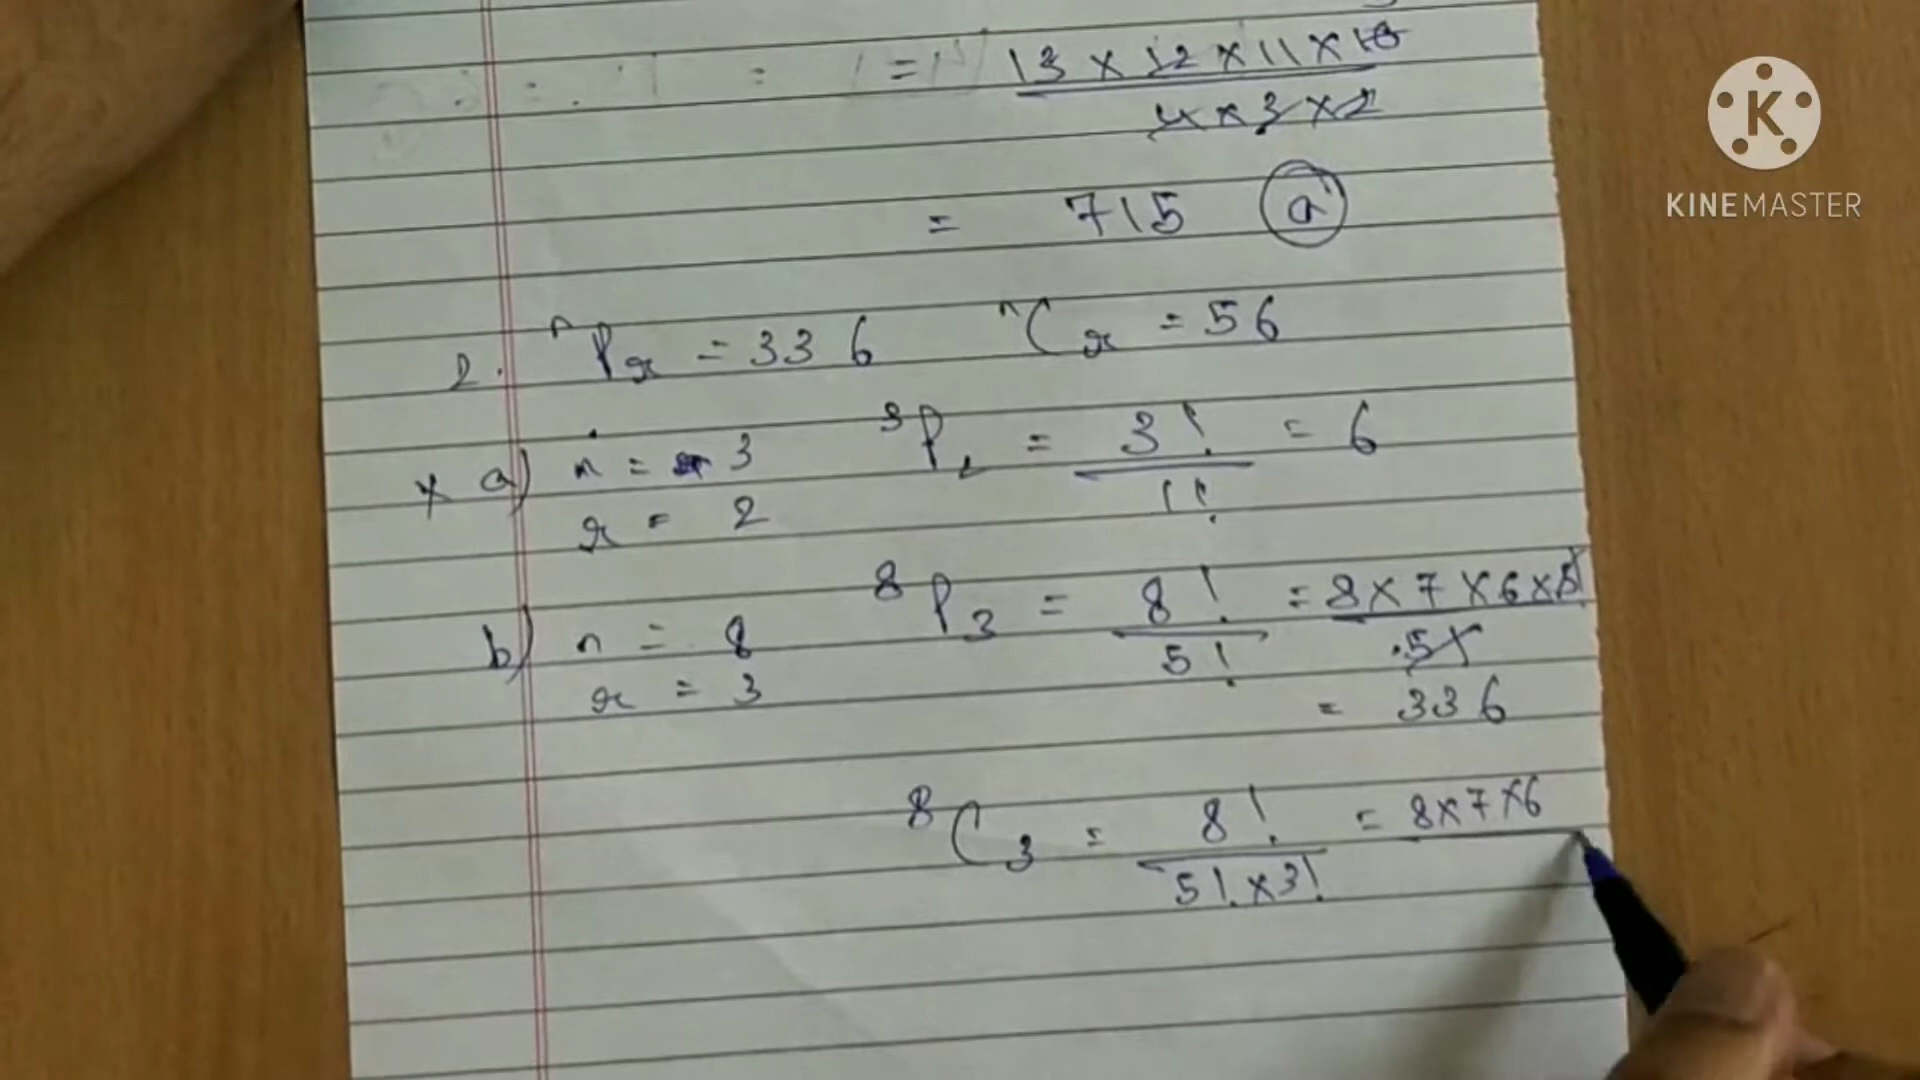 = 13 × 12 × 11 × 10
4 × 3 × 2
= 715 a
2. ⁿPr = 336 ⁿCr = 56
x a) n = 3 ³P₂ = 3! = 6
r = 2 1!
b) n = 8 ⁸P₃ = 8! = 8 × 7 × 6 × 5!
r = 3 5! 5!
= 336
⁸C₃ = 8! = 8×7×6
5! × 3!
K
KINEMASTER